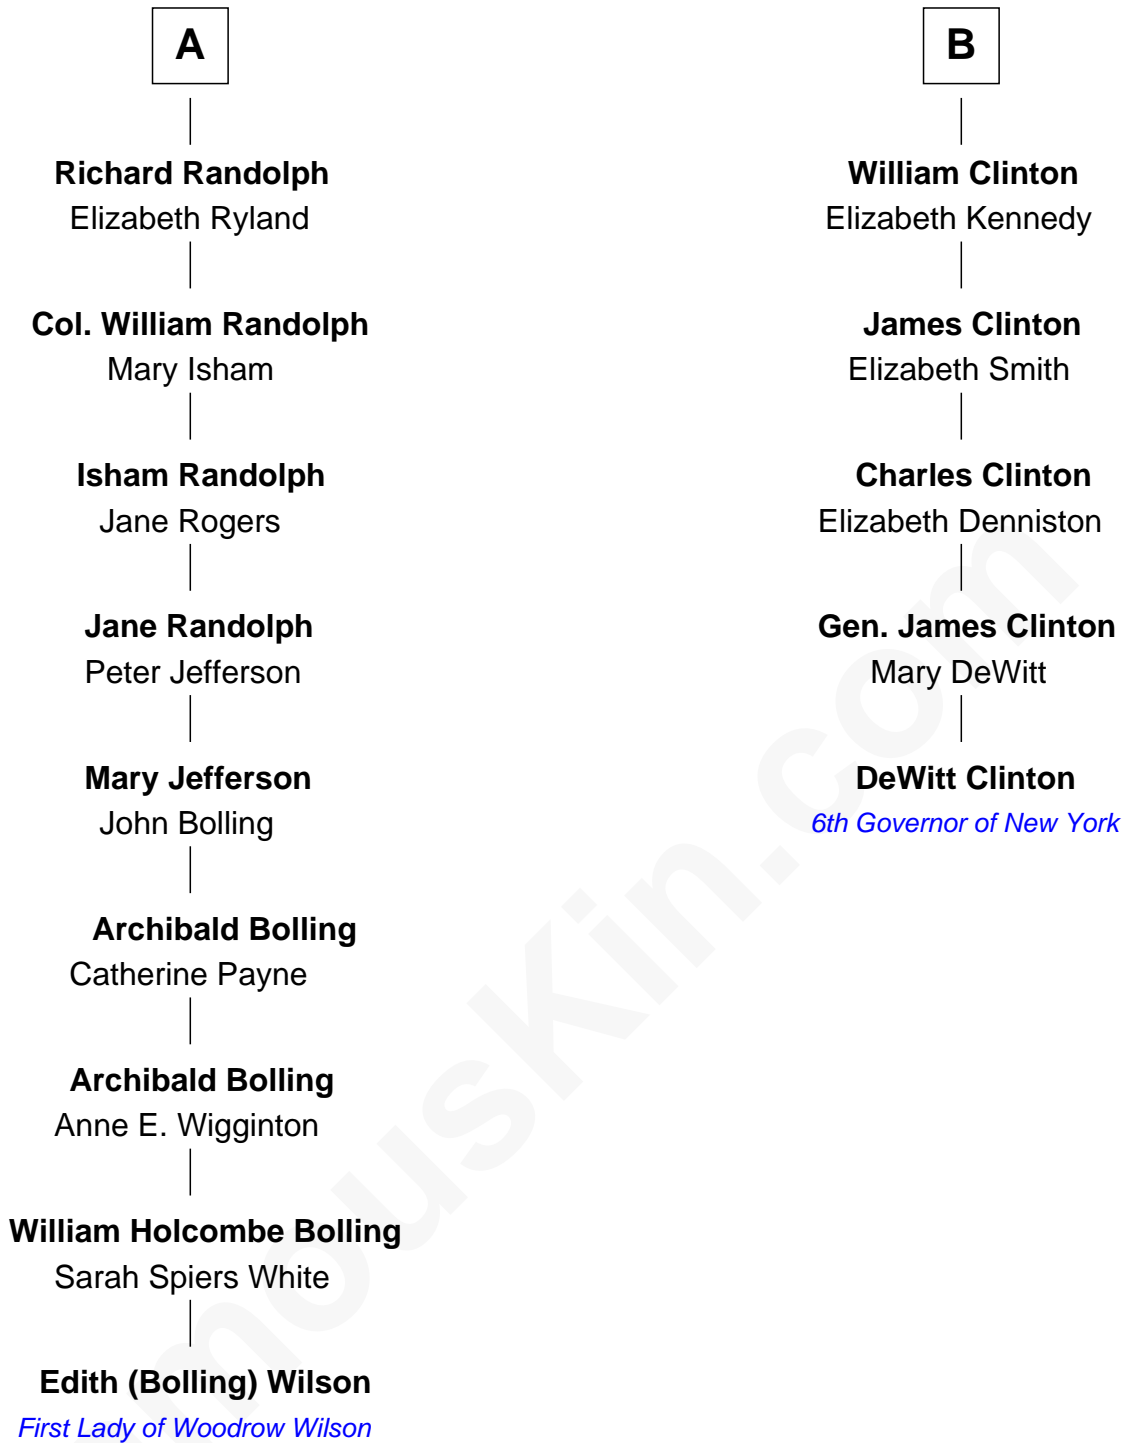 A
Richard Randolph
Elizabeth Ryland
Col. William Randolph
Mary Isham
Isham Randolph
Jane Rogers
Jane Randolph
Peter Jefferson
Mary Jefferson
John Bolling
Archibald Bolling
Catherine Payne
Archibald Bolling
Anne E. Wigginton
William Holcombe Bolling
Sarah Spiers White
Edith (Bolling) Wilson
First Lady of Woodrow Wilson
B
William Clinton
Elizabeth Kennedy
James Clinton
Elizabeth Smith
Charles Clinton
Elizabeth Denniston
Gen. James Clinton
Mary DeWitt
DeWitt Clinton
6th Governor of New York
mousKin.com